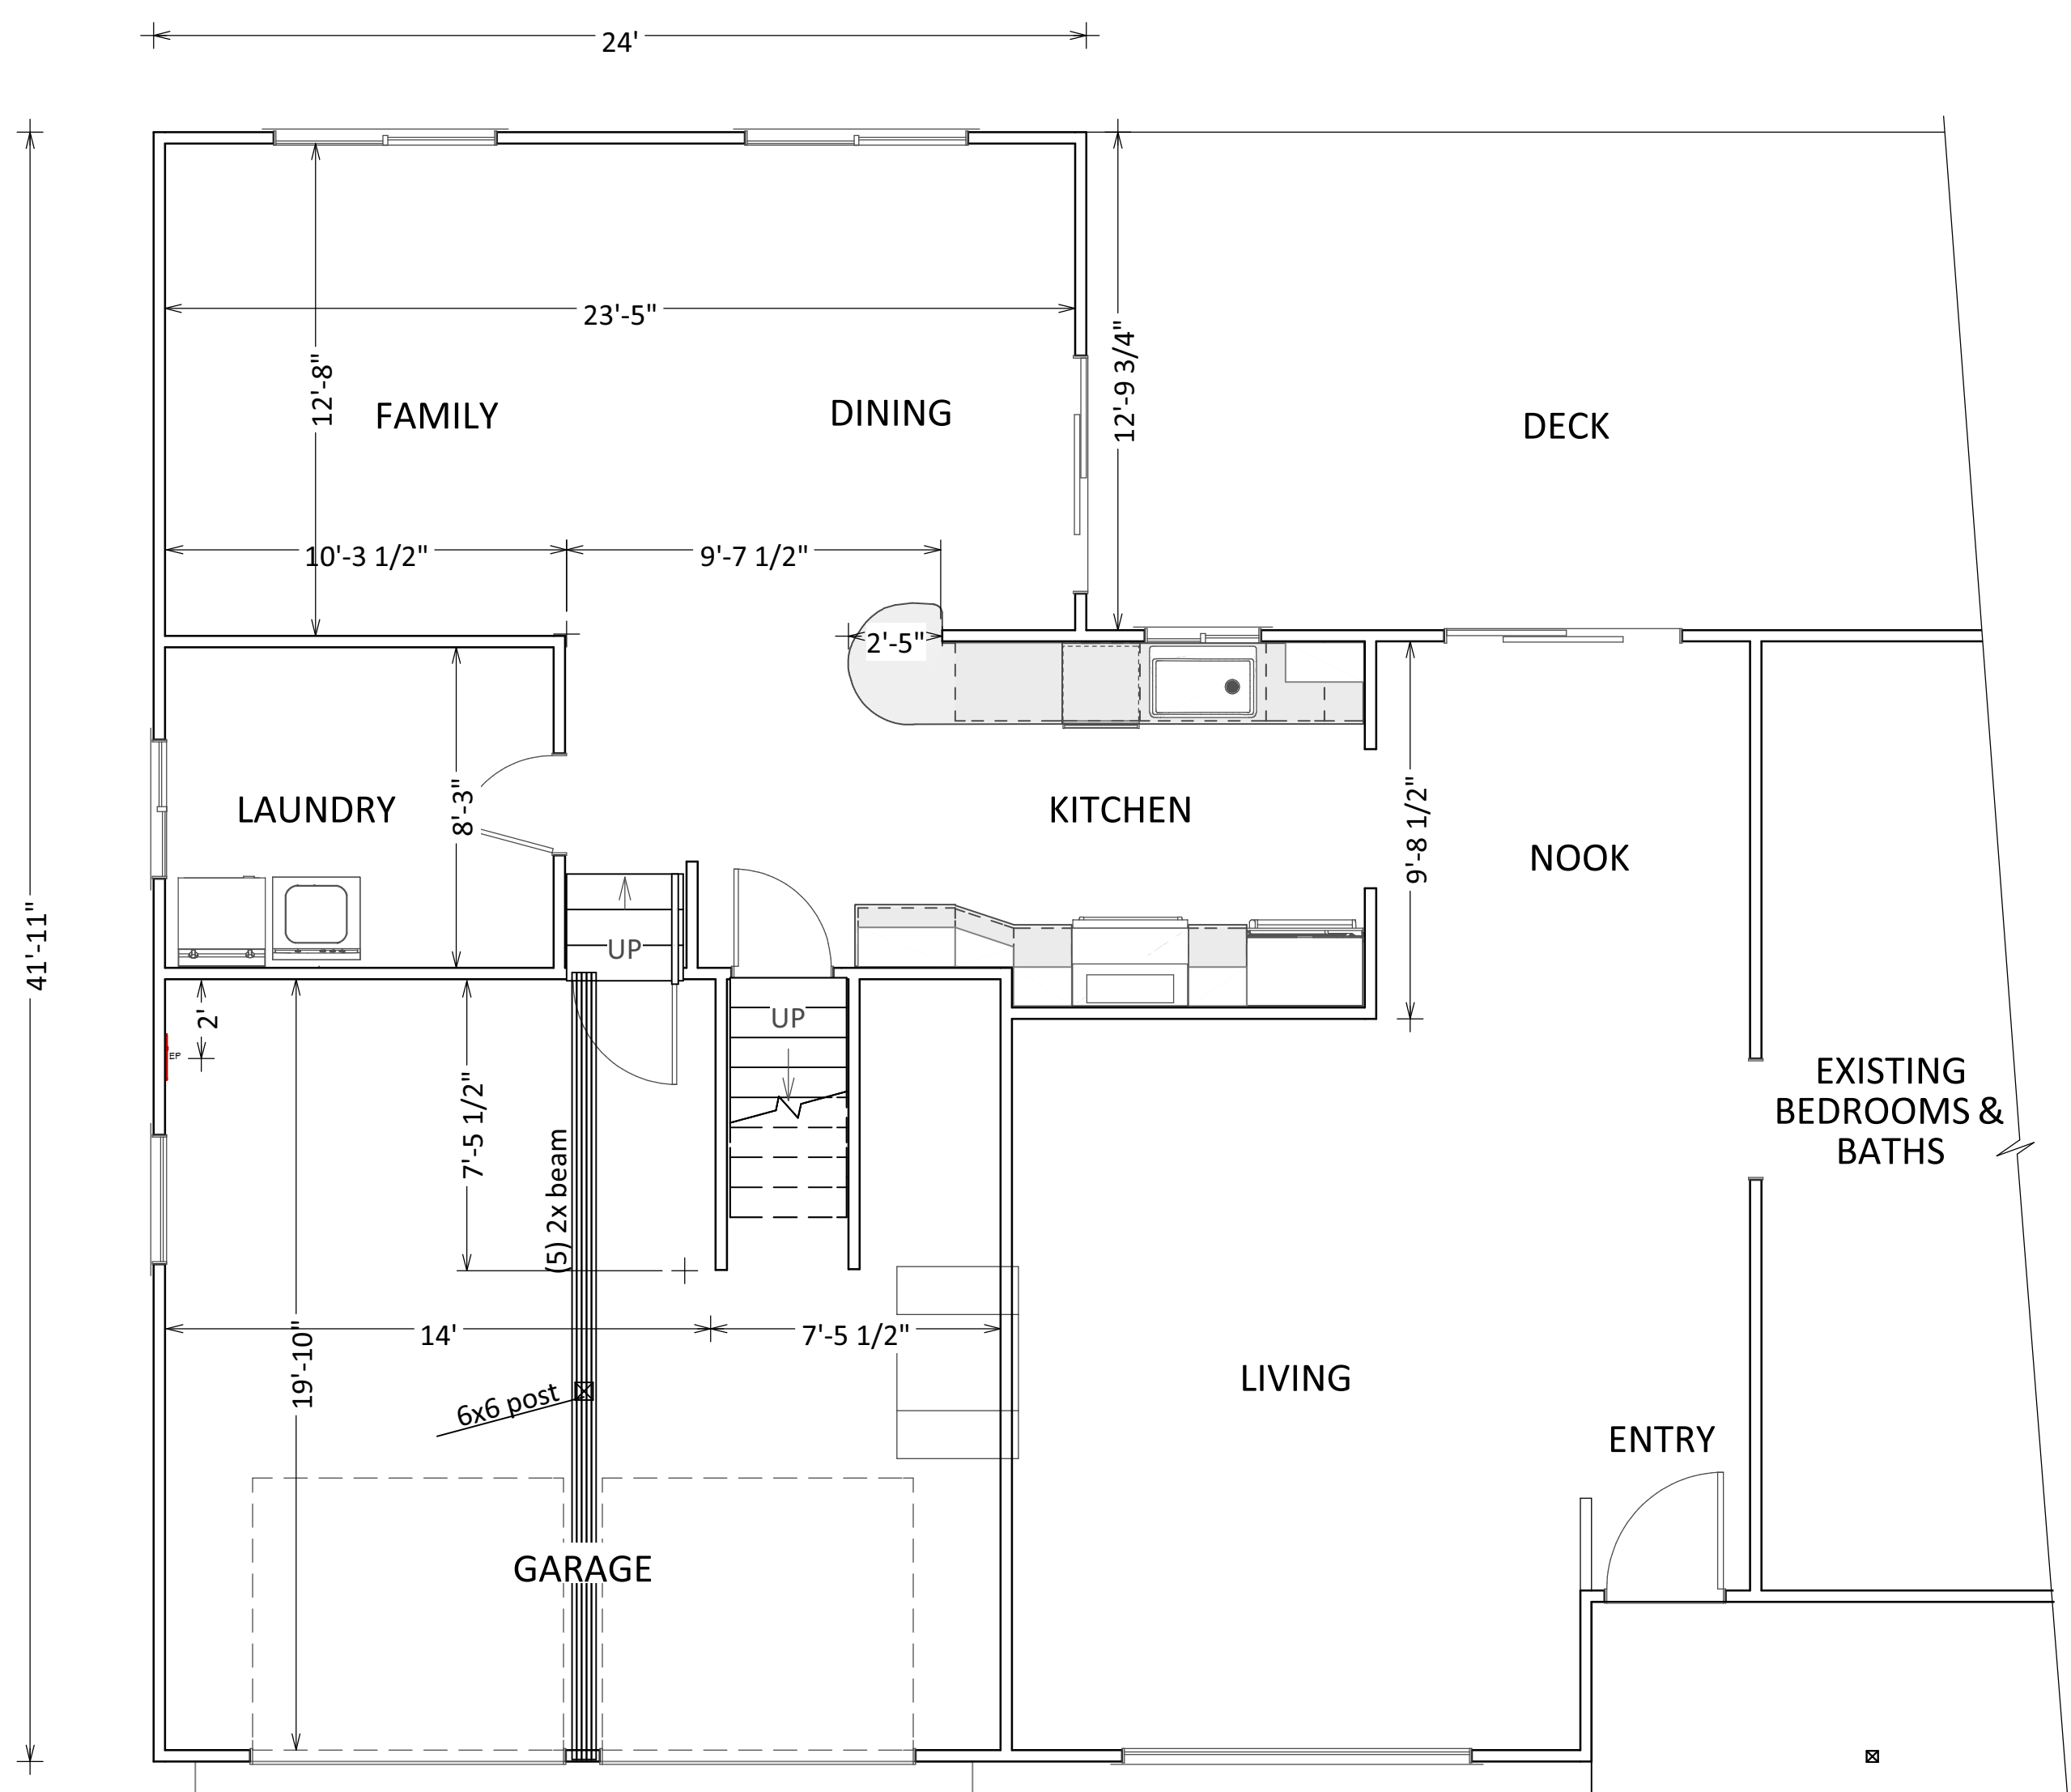 24'
23'-5"
12'-8"
12'-9 3/4"
FAMILY
DINING
DECK
10'-3 1/2"
9'-7 1/2"
2'-5"
LAUNDRY
8'-3"
KITCHEN
9'-8 1/2"
NOOK
41'-11"
UP
UP
2'
EP
7'-5 1/2"
(5) 2x beam
EXISTING
BEDROOMS &
BATHS
14'
7'-5 1/2"
19'-10"
6x6 post
LIVING
ENTRY
GARAGE